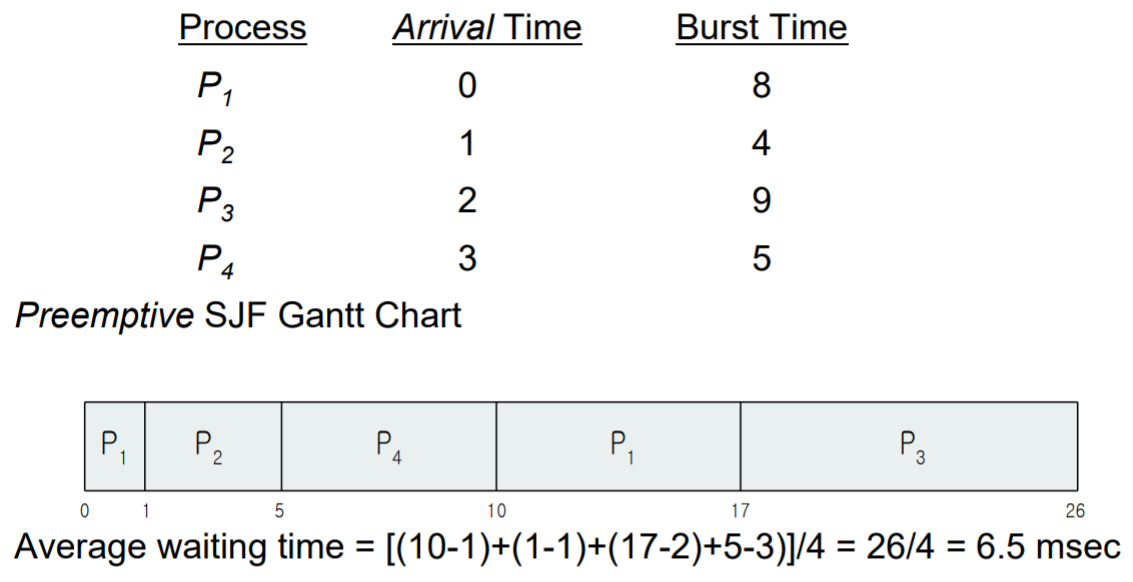 Process Arrival Time Burst Time
P1 0 8
P2 1 4
P3 2 9
P4 3 5
Preemptive SJF Gantt Chart
P1 P2 P4 P1 P3
0 1 5 10 17 26
Average waiting time = [(10-1)+(1-1)+(17-2)+5-3)]/4 = 26/4 = 6.5 msec